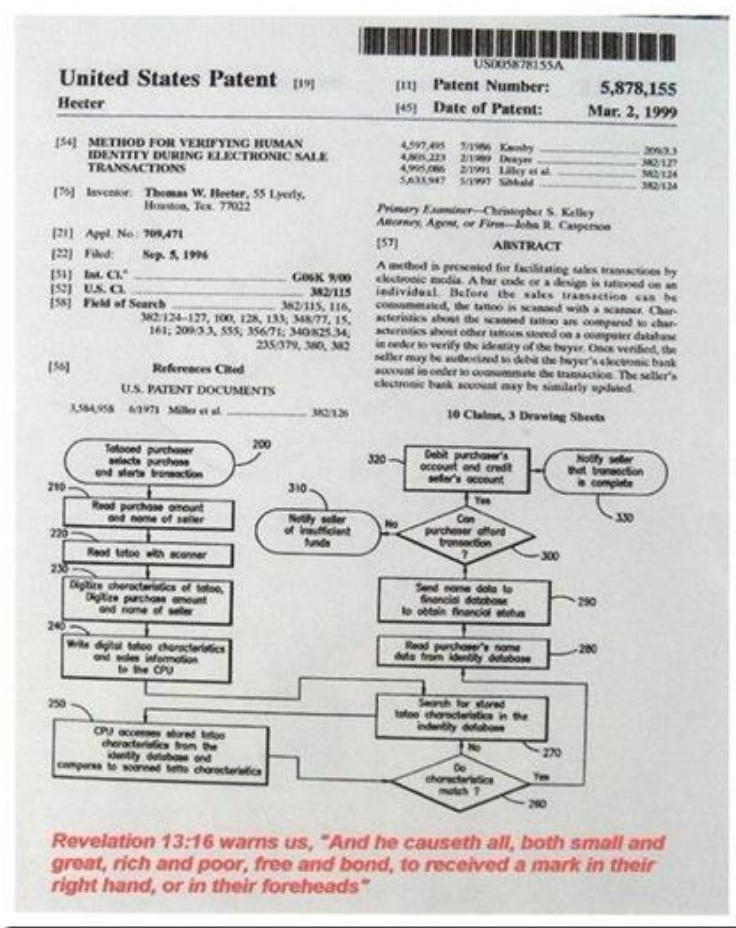 US005878155A
United States Patent [19]
Heeter
[11] Patent Number: 5,878,155
[45] Date of Patent: Mar. 2, 1999
[54] METHOD FOR VERIFYING HUMAN
IDENTITY DURING ELECTRONIC SALE
TRANSACTIONS
[76] Inventor: Thomas W. Heeter, 55 Lyerly,
Houston, Tex. 77022
[21] Appl. No.: 709,471
[22] Filed: Sep. 5, 1996
[51] Int. Cl.⁶ G06K 9/00
[52] U.S. Cl. 382/115
[58] Field of Search 382/115, 116,
382/124-127, 100, 128, 133; 348/77, 15,
161; 209/3.3, 555; 356/71; 340/825.34;
235/379, 380, 382
[56] References Cited
U.S. PATENT DOCUMENTS
3,584,958 6/1971 Miller et al. 382/126
4,597,495 7/1986 Knosby 209/3.3
4,805,223 2/1989 Denyer 382/127
4,995,086 2/1991 Lilley et al. 382/124
5,633,947 5/1997 Sibbald 382/124
Primary Examiner—Christopher S. Kelley
Attorney, Agent, or Firm—John R. Casperson
[57] ABSTRACT
A method is presented for facilitating sales transactions by
electronic media. A bar code or a design is tattooed on an
individual. Before the sales transaction can be
consummated, the tattoo is scanned with a scanner. Char-
acteristics about the scanned tattoo are compared to char-
acteristics about other tattoos stored on a computer database
in order to verify the identity of the buyer. Once verified, the
seller may be authorized to debit the buyer's electronic bank
account in order to consummate the transaction. The seller's
electronic bank account may be similarly updated.
10 Claims, 3 Drawing Sheets
200
Tatooed purchaser
selects purchase
and starts transaction
210
Read purchase amount
and name of seller
220
Read tatoo with scanner
230
Digitize characteristics of tatoo,
Digitize purchase amount
and name of seller
240
Write digital tatoo characteristics
and sales information
to the CPU
250
CPU accesses stored tatoo
characteristics from the
identity database and
compares to scanned tatto characteristics
Do
characteristics
match ?
260
No
Yes
Search for stored
tatoo characteristics in the
indentity database
270
Read purchaser's name
data from identity database
280
Send name data to
financial database
to obtain financial status
290
Can
purchaser afford
transaction
?
300
No
Yes
310
Notify seller
of insufficient
funds
320
Debit purchaser's
account and credit
seller's account
Notify seller
that transaction
is complete
330
Revelation 13:16 warns us, "And he causeth all, both small and
great, rich and poor, free and bond, to received a mark in their
right hand, or in their foreheads"